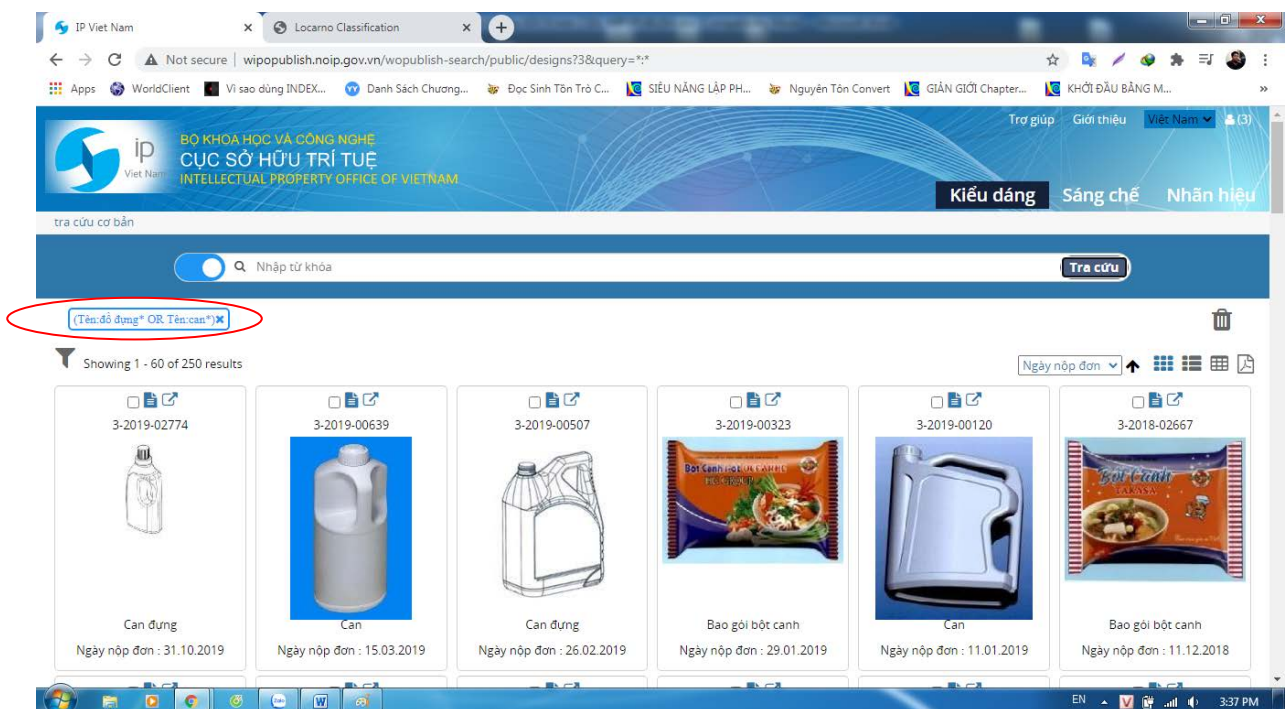 IP Viet Nam
Locarno Classification
Not secure | wipopublish.noip.gov.vn/wopublish-search/public/designs?3&query=*:*
Apps WorldClient Vì sao dùng INDEX... Danh Sách Chương... Đọc Sinh Tồn Trò C... SIÊU NĂNG LẬP PH... Nguyên Tôn Convert GIẢN GIỚI Chapter... KHỞI ĐẦU BẰNG M... »
Trợ giúp Giới thiệu Việt Nam (3)
ip
Viet Nam
BỘ KHOA HỌC VÀ CÔNG NGHỆ
CỤC SỞ HỮU TRÍ TUỆ
INTELLECTUAL PROPERTY OFFICE OF VIETNAM
Kiểu dáng Sáng chế Nhãn hiệu
tra cứu cơ bản
Nhập từ khóa
Tra cứu
(Tên:đồ đựng* OR Tên:can*)
Showing 1 - 60 of 250 results
Ngày nộp đơn
3-2019-02774 3-2019-00639 3-2019-00507 3-2019-00323 3-2019-00120 3-2018-02667
Bột Canh
TAKASA
Can đựng Can Can đựng Bao gói bột canh Can Bao gói bột canh
Ngày nộp đơn : 31.10.2019 Ngày nộp đơn : 15.03.2019 Ngày nộp đơn : 26.02.2019 Ngày nộp đơn : 29.01.2019 Ngày nộp đơn : 11.01.2019 Ngày nộp đơn : 11.12.2018
EN 3:37 PM